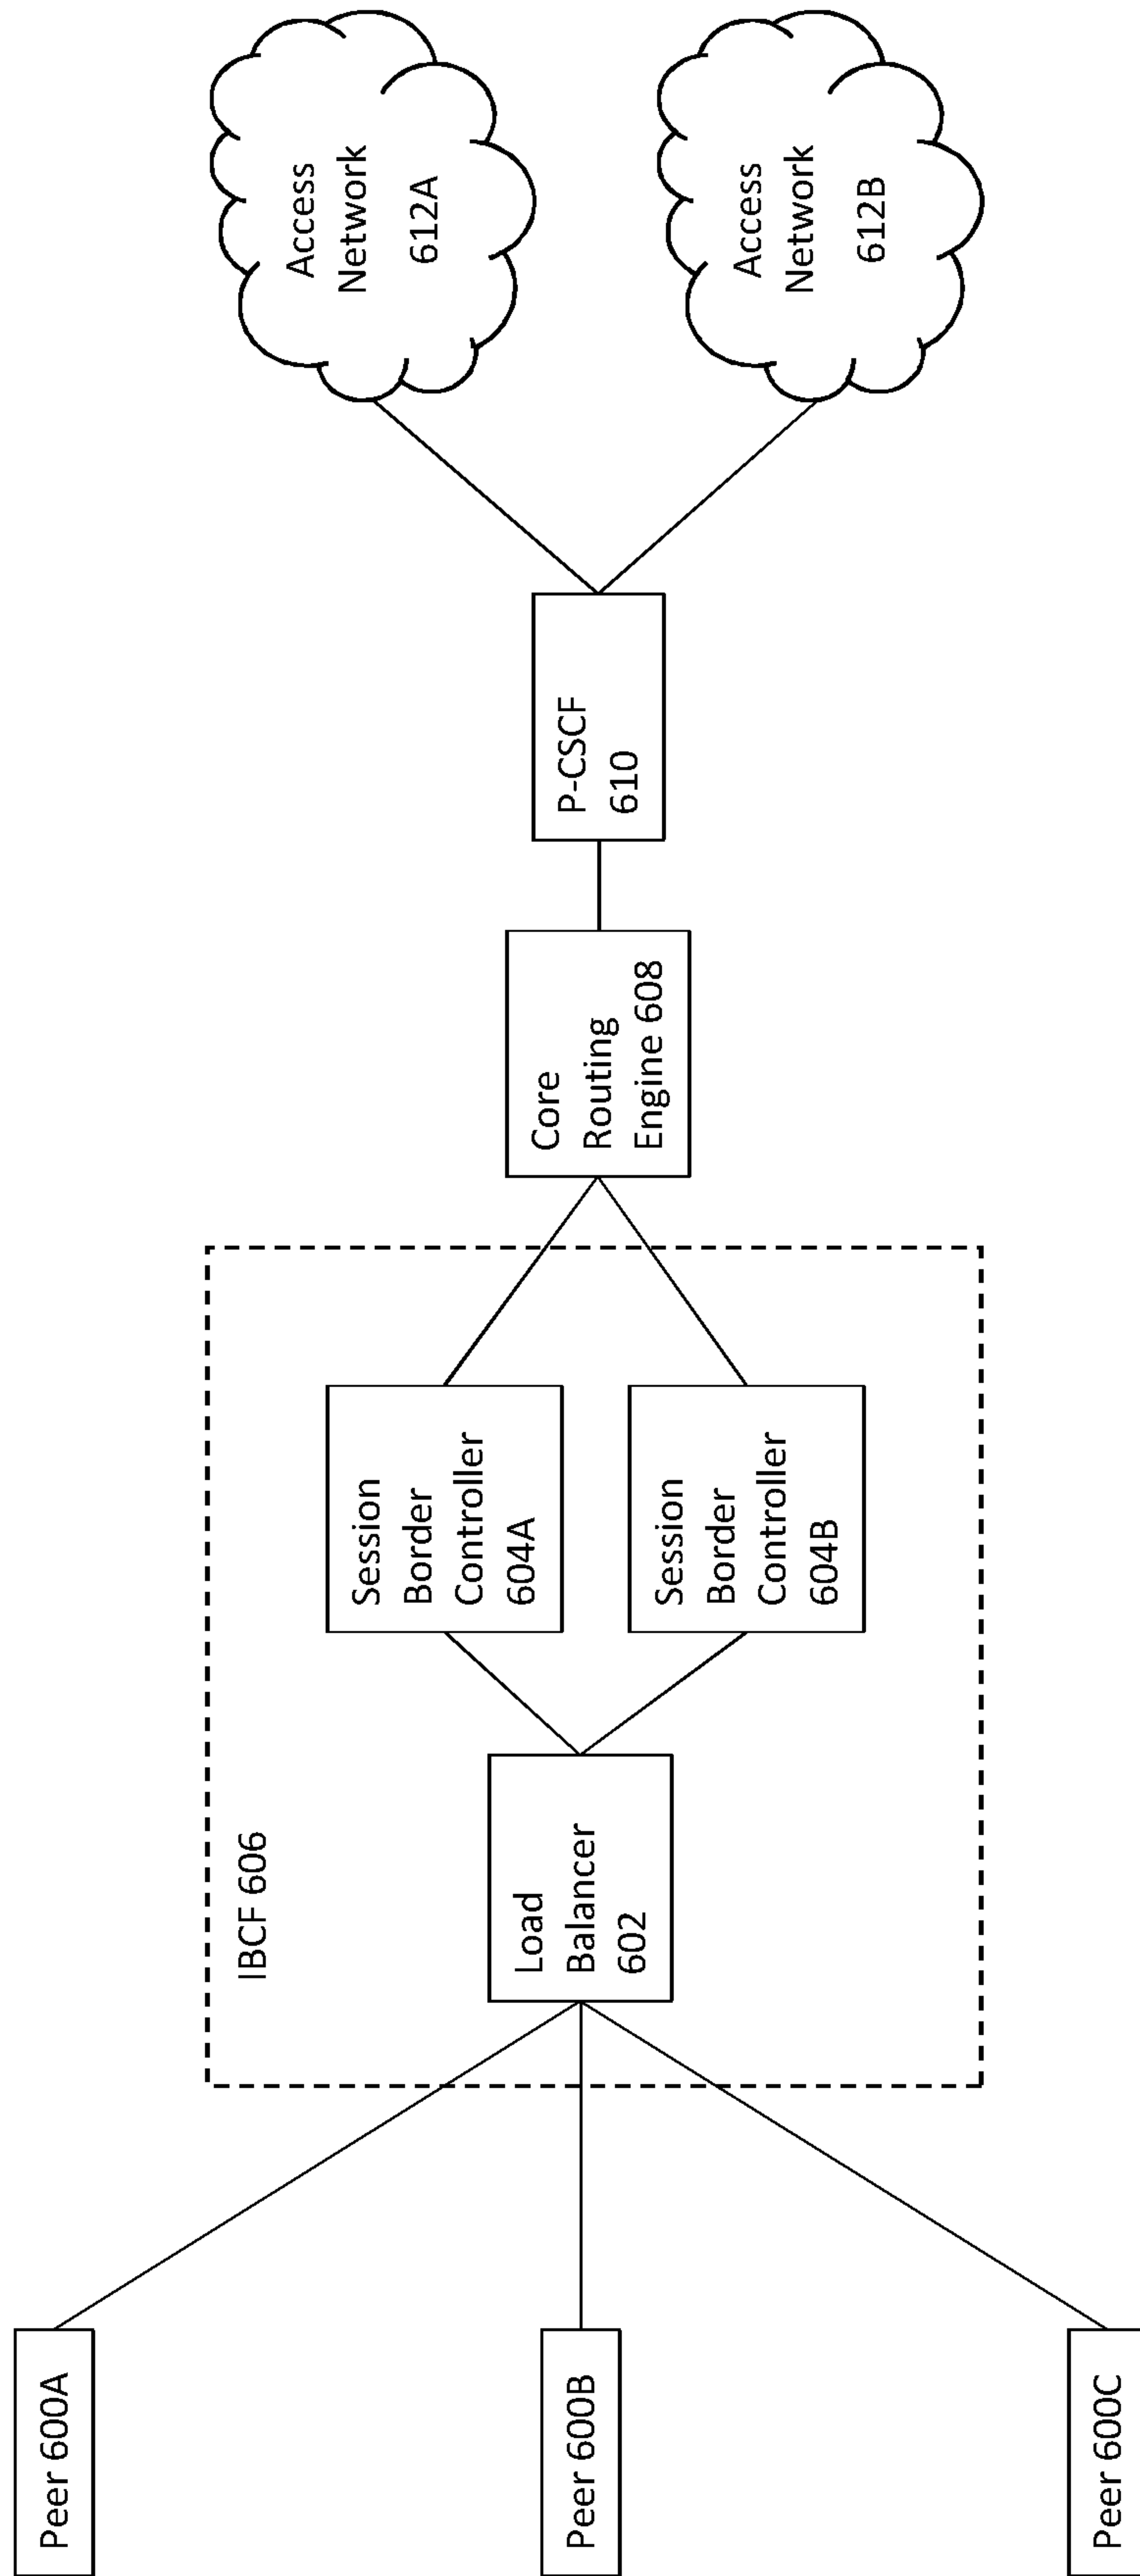 Peer 600A
Peer 600B
Peer 600C
IBCF 606
Load
Balancer
602
Session
Border
Controller
604A
Session
Border
Controller
604B
Core
Routing
Engine 608
P-CSCF
610
Access
Network
612A
Access
Network
612B